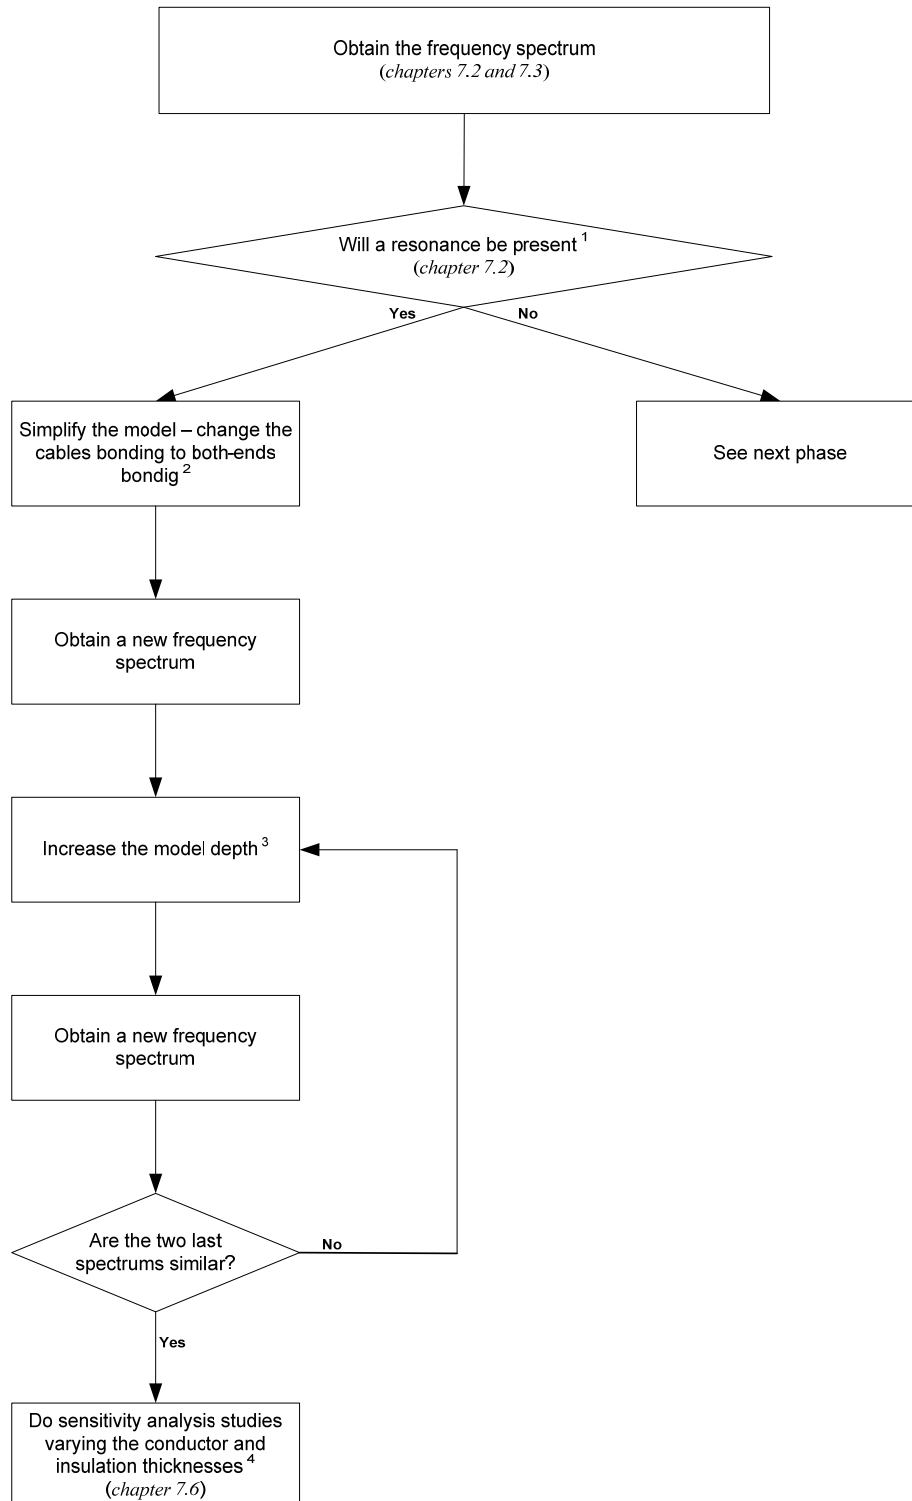 Obtain the frequency spectrum
(chapters 7.2 and 7.3)
Will a resonance be present 1
(chapter 7.2)
Yes
No
Simplify the model – change the
cables bonding to both-ends
bondig 2
See next phase
Obtain a new frequency
spectrum
Increase the model depth 3
Obtain a new frequency
spectrum
Are the two last
spectrums similar?
No
Yes
Do sensitivity analysis studies
varying the conductor and
insulation thicknesses 4
(chapter 7.6)